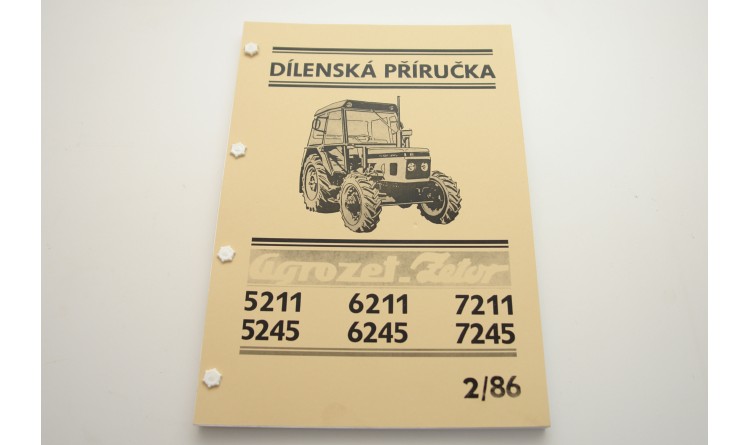 DÍLENSKÁ PŘÍRUČKA
Agrozet-Zetor
5211 6211 7211
5245 6245 7245
2/86